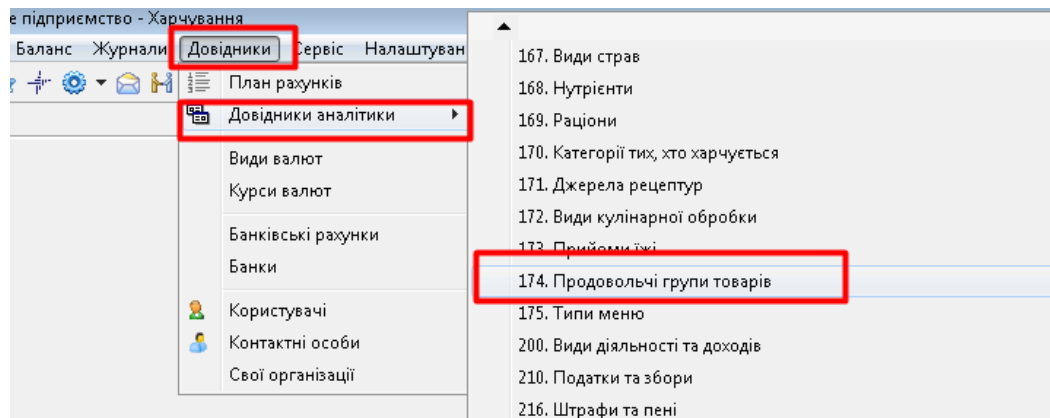 е підприємство - Харчування
Баланс Журнали Довідники Сервіс Налаштуван
План рахунків
Довідники аналітики
Види валют
Курси валют
Банківські рахунки
Банки
Користувачі
Контактні особи
Свої організації
167. Види страв
168. Нутрієнти
169. Раціони
170. Категорії тих, хто харчується
171. Джерела рецептур
172. Види кулінарної обробки
173. Прийоми їжі
174. Продовольчі групи товарів
175. Типи меню
200. Види діяльності та доходів
210. Податки та збори
216. Штрафи та пені